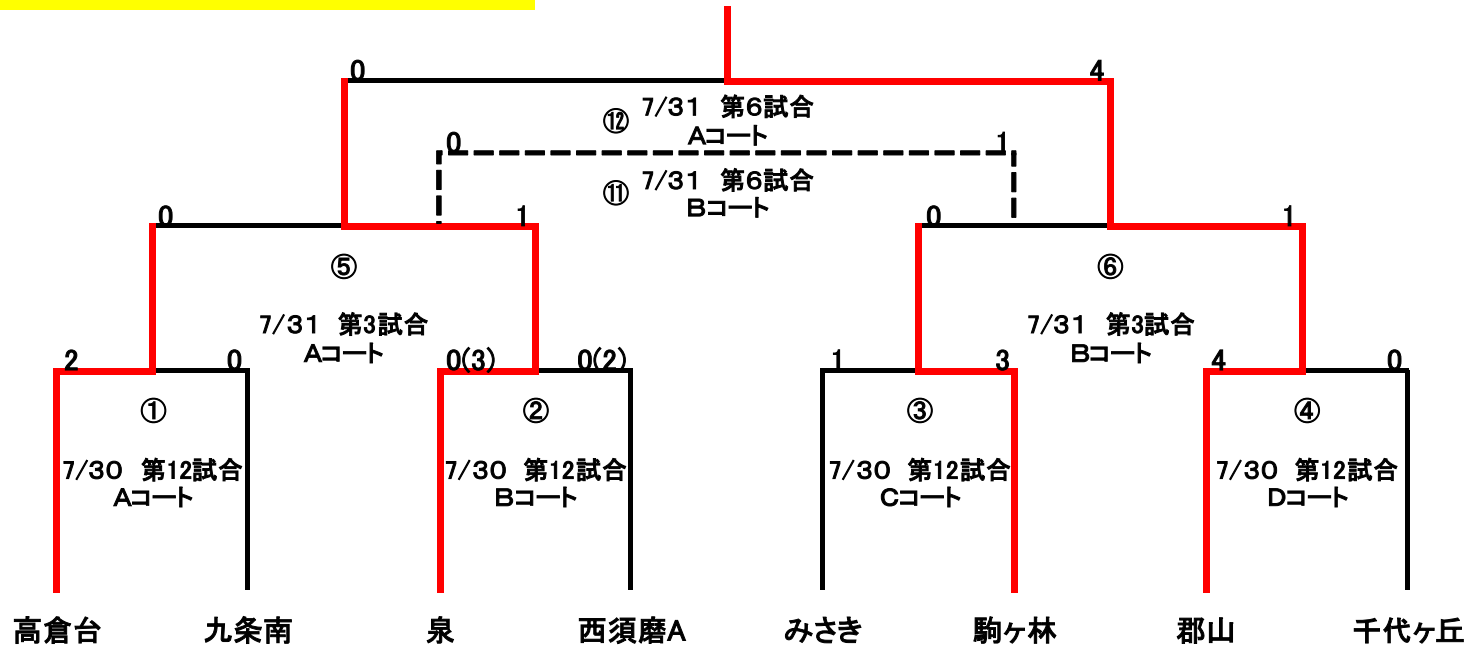 0 4
⑫ 7/31 第6試合
Aコート
0 1
⑪ 7/31 第6試合
Bコート
0 1 0 1
⑤ ⑥
7/31 第3試合 7/31 第3試合
Aコート Bコート
2 0 0(3) 0(2) 1 3 4 0
① ② ③ ④
7/30 第12試合 7/30 第12試合 7/30 第12試合 7/30 第12試合
Aコート Bコート Cコート Dコート
高倉台 九条南 泉 西須磨A みさき 駒ヶ林 郡山 千代ヶ丘